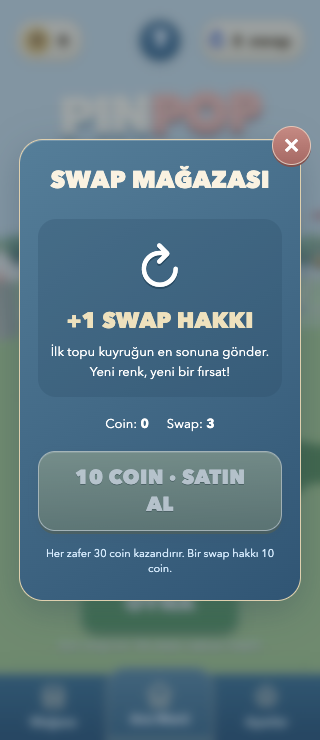 PINPOP
SWAP MAĞAZASI
+1 SWAP HAKKI
İlk topu kuyruğun en sonuna gönder.
Yeni renk, yeni bir fırsat!
Coin: 0 Swap: 3
10 COIN • SATIN
AL
Her zafer 30 coin kazandırır. Bir swap hakkı 10
coin.